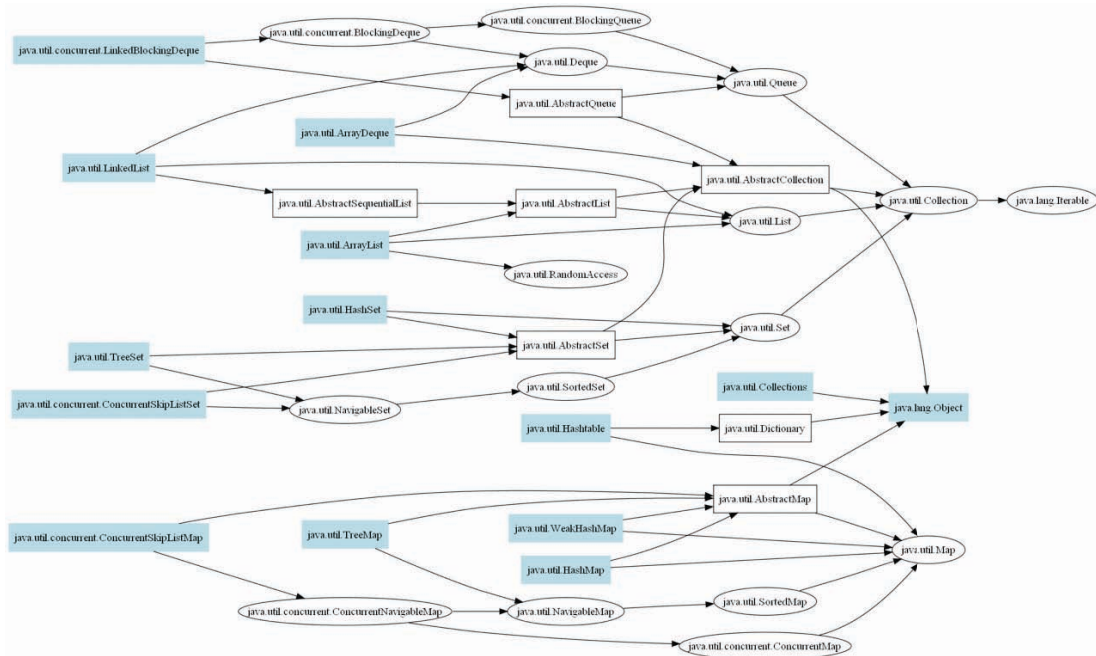 java.util.concurrent.BlockingQueue
java.util.concurrent.BlockingDeque
java.util.concurrent.LinkedBlockingDeque
java.util.Deque
java.util.Queue
java.util.AbstractQueue
java.util.ArrayDeque
java.util.LinkedList
java.util.AbstractCollection
java.util.AbstractSequentialList
java.util.AbstractList
java.util.Collection
java.lang.Iterable
java.util.List
java.util.ArrayList
java.util.RandomAccess
java.util.HashSet
java.util.Set
java.util.AbstractSet
java.util.TreeSet
java.util.SortedSet
java.util.Collections
java.util.concurrent.ConcurrentSkipListSet
java.util.NavigableSet
java.lang.Object
java.util.Hashtable
java.util.Dictionary
java.util.AbstractMap
java.util.WeakHashMap
java.util.TreeMap
java.util.concurrent.ConcurrentSkipListMap
java.util.Map
java.util.HashMap
java.util.SortedMap
java.util.concurrent.ConcurrentNavigableMap
java.util.NavigableMap
java.util.concurrent.ConcurrentMap